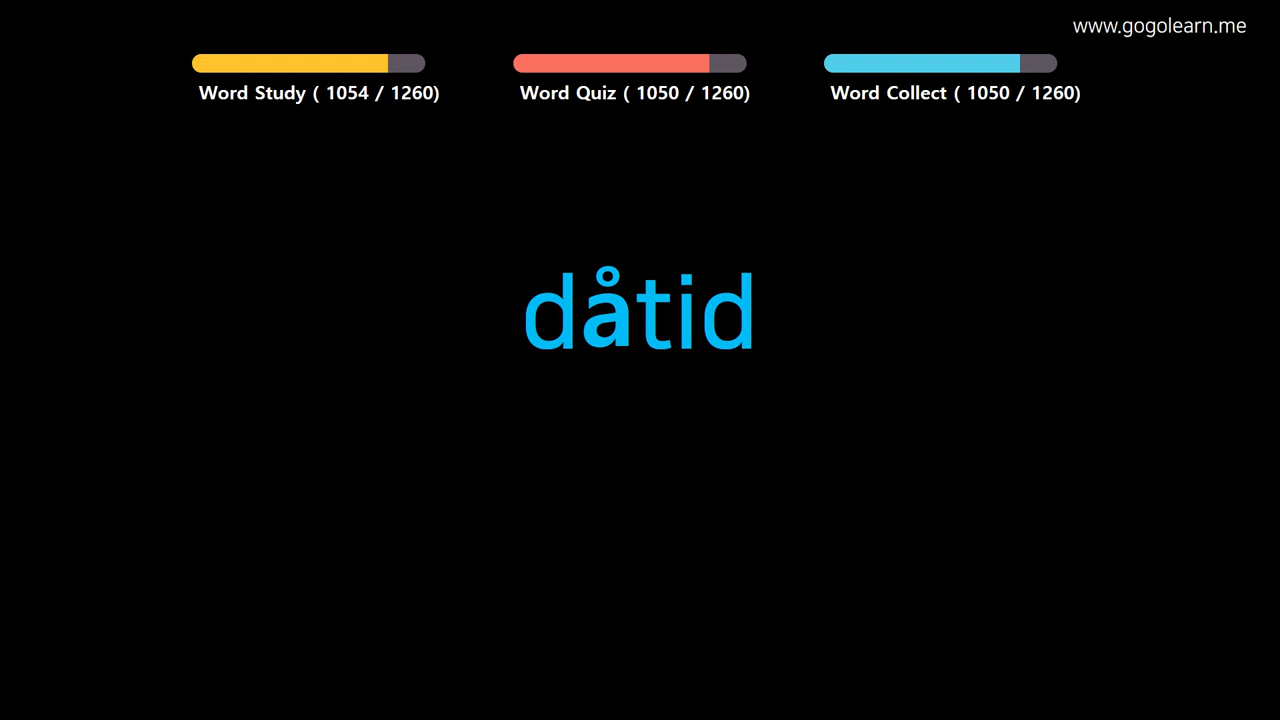 www.gogolearn.me
Word Study ( 1054 / 1260)
Word Quiz ( 1050 / 1260)
Word Collect ( 1050 / 1260)
dåtid